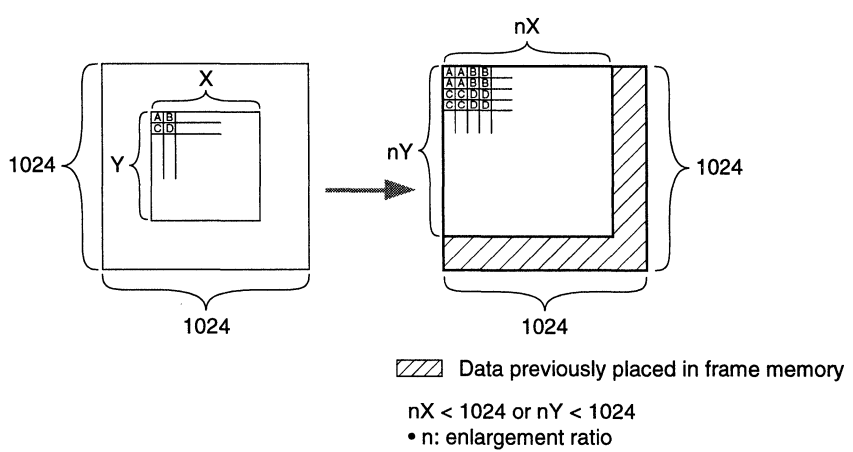 nX
X
A A B B
A A B B
C C D D
C C D D
A B
C D
1024
Y
nY
1024
1024
1024
Data previously placed in frame memory
nX < 1024 or nY < 1024
• n: enlargement ratio